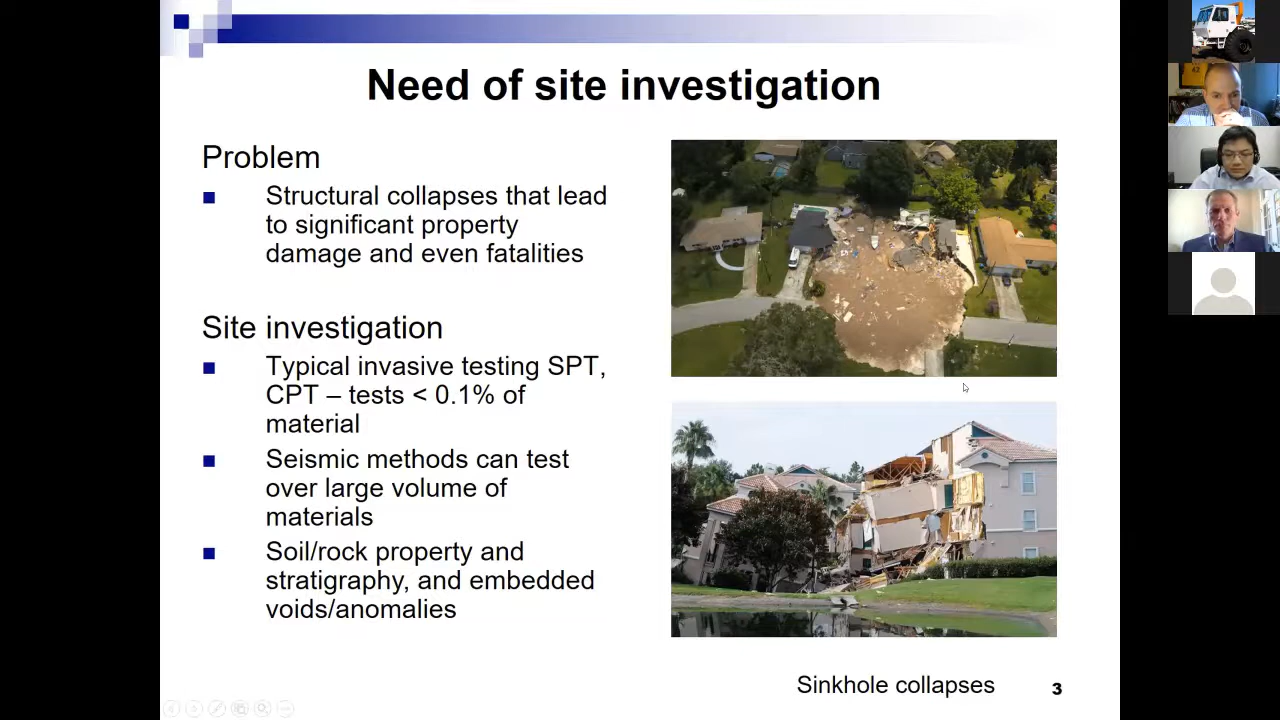 Need of site investigation
Problem
Structural collapses that lead
to significant property
damage and even fatalities
Site investigation
Typical invasive testing SPT,
CPT – tests < 0.1% of
material
Seismic methods can test
over large volume of
materials
Soil/rock property and
stratigraphy, and embedded
voids/anomalies
Sinkhole collapses
3